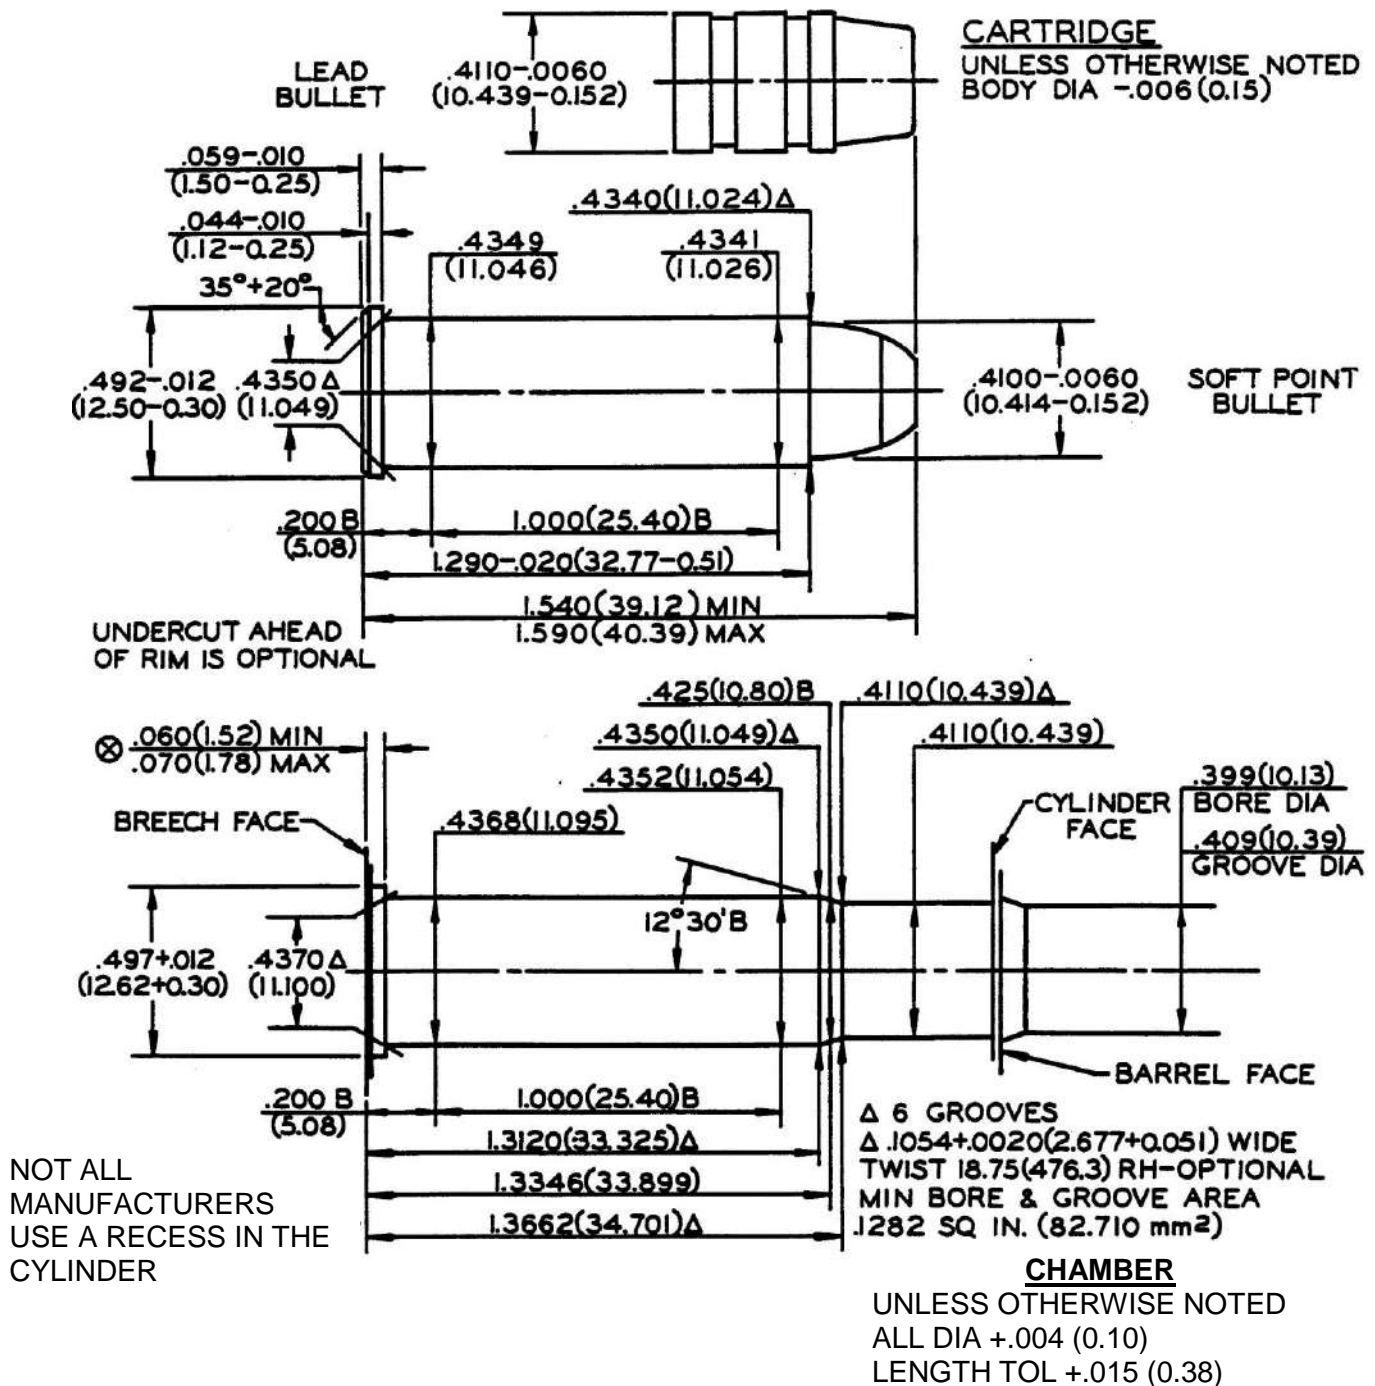 CARTRIDGE
UNLESS OTHERWISE NOTED
BODY DIA -.006(0.15)
LEAD
BULLET
.4110-.0060
(10.439-0.152)
.059-.010
(1.50-0.25)
.044-.010
(1.12-0.25)
35°+20°
.4340(11.024)Δ
.4349
(11.046)
.4341
(11.026)
.492-.012
(12.50-0.30)
.4350 Δ
(11.049)
.4100-.0060
(10.414-0.152)
SOFT POINT
BULLET
.200 B
(5.08)
1.000(25.40)B
1.290-.020(32.77-0.51)
1.540(39.12) MIN
1.590(40.39) MAX
UNDERCUT AHEAD
OF RIM IS OPTIONAL
.425(10.80)B
.4110(10.439)Δ
⊗ .060(1.52) MIN
.070(1.78) MAX
.4350(11.049)Δ
.4110(10.439)
.4352(11.054)
.399(10.13)
BORE DIA
.409(10.39)
GROOVE DIA
BREECH FACE
.4368(11.095)
CYLINDER
FACE
12°30'B
.497+.012
(12.62+0.30)
.4370 Δ
(11.100)
BARREL FACE
.200 B
(5.08)
1.000(25.40)B
1.3120(33.325)Δ
1.3346(33.899)
1.3662(34.701)Δ
Δ 6 GROOVES
Δ .1054+.0020(2.677+0.051) WIDE
TWIST 18.75(476.3) RH-OPTIONAL
MIN BORE & GROOVE AREA
.1282 SQ IN. (82.710 mm2)
NOT ALL
MANUFACTURERS
USE A RECESS IN THE
CYLINDER
CHAMBER
UNLESS OTHERWISE NOTED
ALL DIA +.004 (0.10)
LENGTH TOL +.015 (0.38)